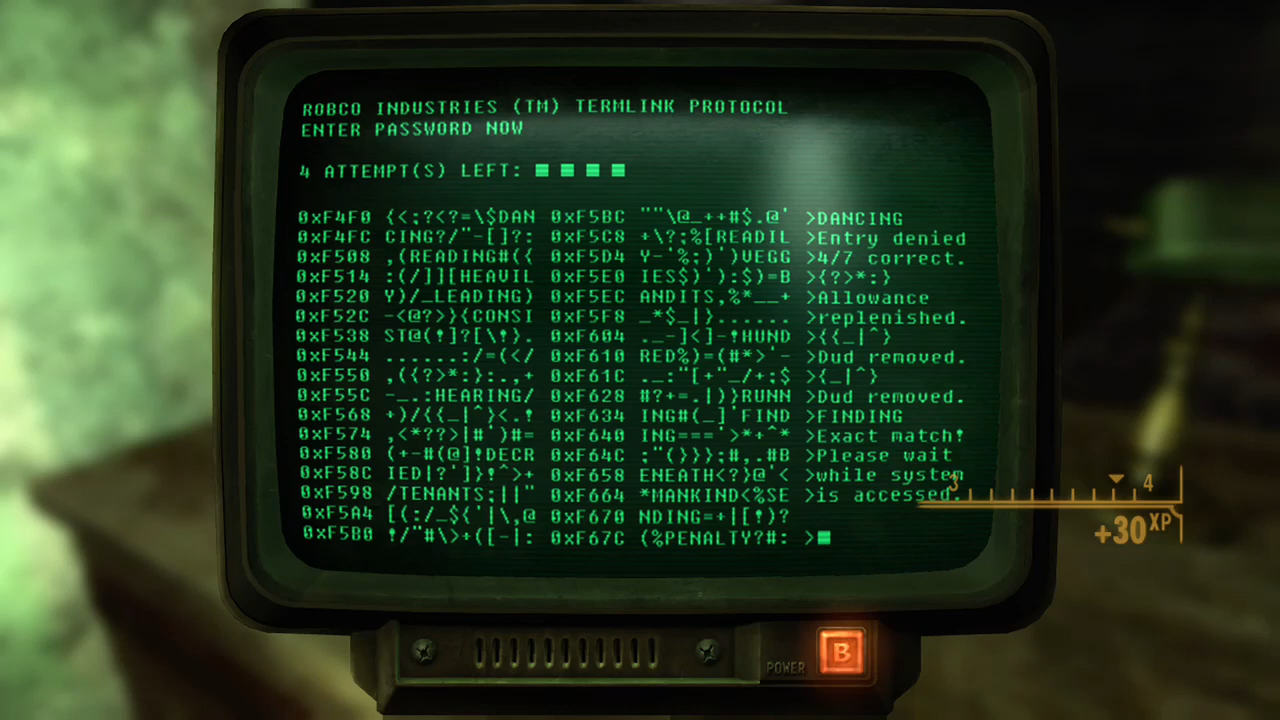 ROBCO INDUSTRIES (TM) TERMLINK PROTOCOL
ENTER PASSWORD NOW
4 ATTEMPT(S) LEFT:
0xF4F0 {<;?<?=\$DAN 0xF5BC ""\@_++#$.@' >DANCING
0xF4FC CING?/"-[]?: 0xF5C8 +\?;%[READIL >Entry denied
0xF508 ,(READING#({ 0xF5D4 Y-'%;)')VEGG >4/7 correct.
0xF514 :(/]][HEAVIL 0xF5E0 IES$)'):$)=B >{?>*:}
0xF520 Y)/_LEADING) 0xF5EC ANDITS,%*__+ >Allowance
0xF52C -<@?>}{CONSI 0xF5F8 _*$_|}...... >replenished.
0xF538 ST@(!]?[\!). 0xF604 ._-]<]-!HUND >{{_|^}
0xF544 ......:/=(</ 0xF610 RED%)=(#*>'- >Dud removed.
0xF550 ,({?>*:}:.,+ 0xF61C ._:"[+"_/+;$ >{_|^}
0xF55C -_.:HEARING/ 0xF628 #?+=.|)}RUNN >Dud removed.
0xF568 +)/{{_|^}<.! 0xF634 ING#(_]'FIND >FINDING
0xF574 ,<*??>|#')#= 0xF640 ING==='>*+^* >Exact match!
0xF580 (+-#(@]!DECR 0xF64C ;"(}}};#,.#B >Please wait
0xF58C IED|?']}!^>+ 0xF658 ENEATH<?}@'< >while system
0xF598 /TENANTS;||" 0xF664 *MANKIND<%SE >is accessed.
0xF5A4 [(:/_${'|\,@ 0xF670 NDING=+|[!)?
0xF5B0 !/"#\>+([-|: 0xF67C (%PENALTY?#: >
3 4
+30 XP
POWER
B